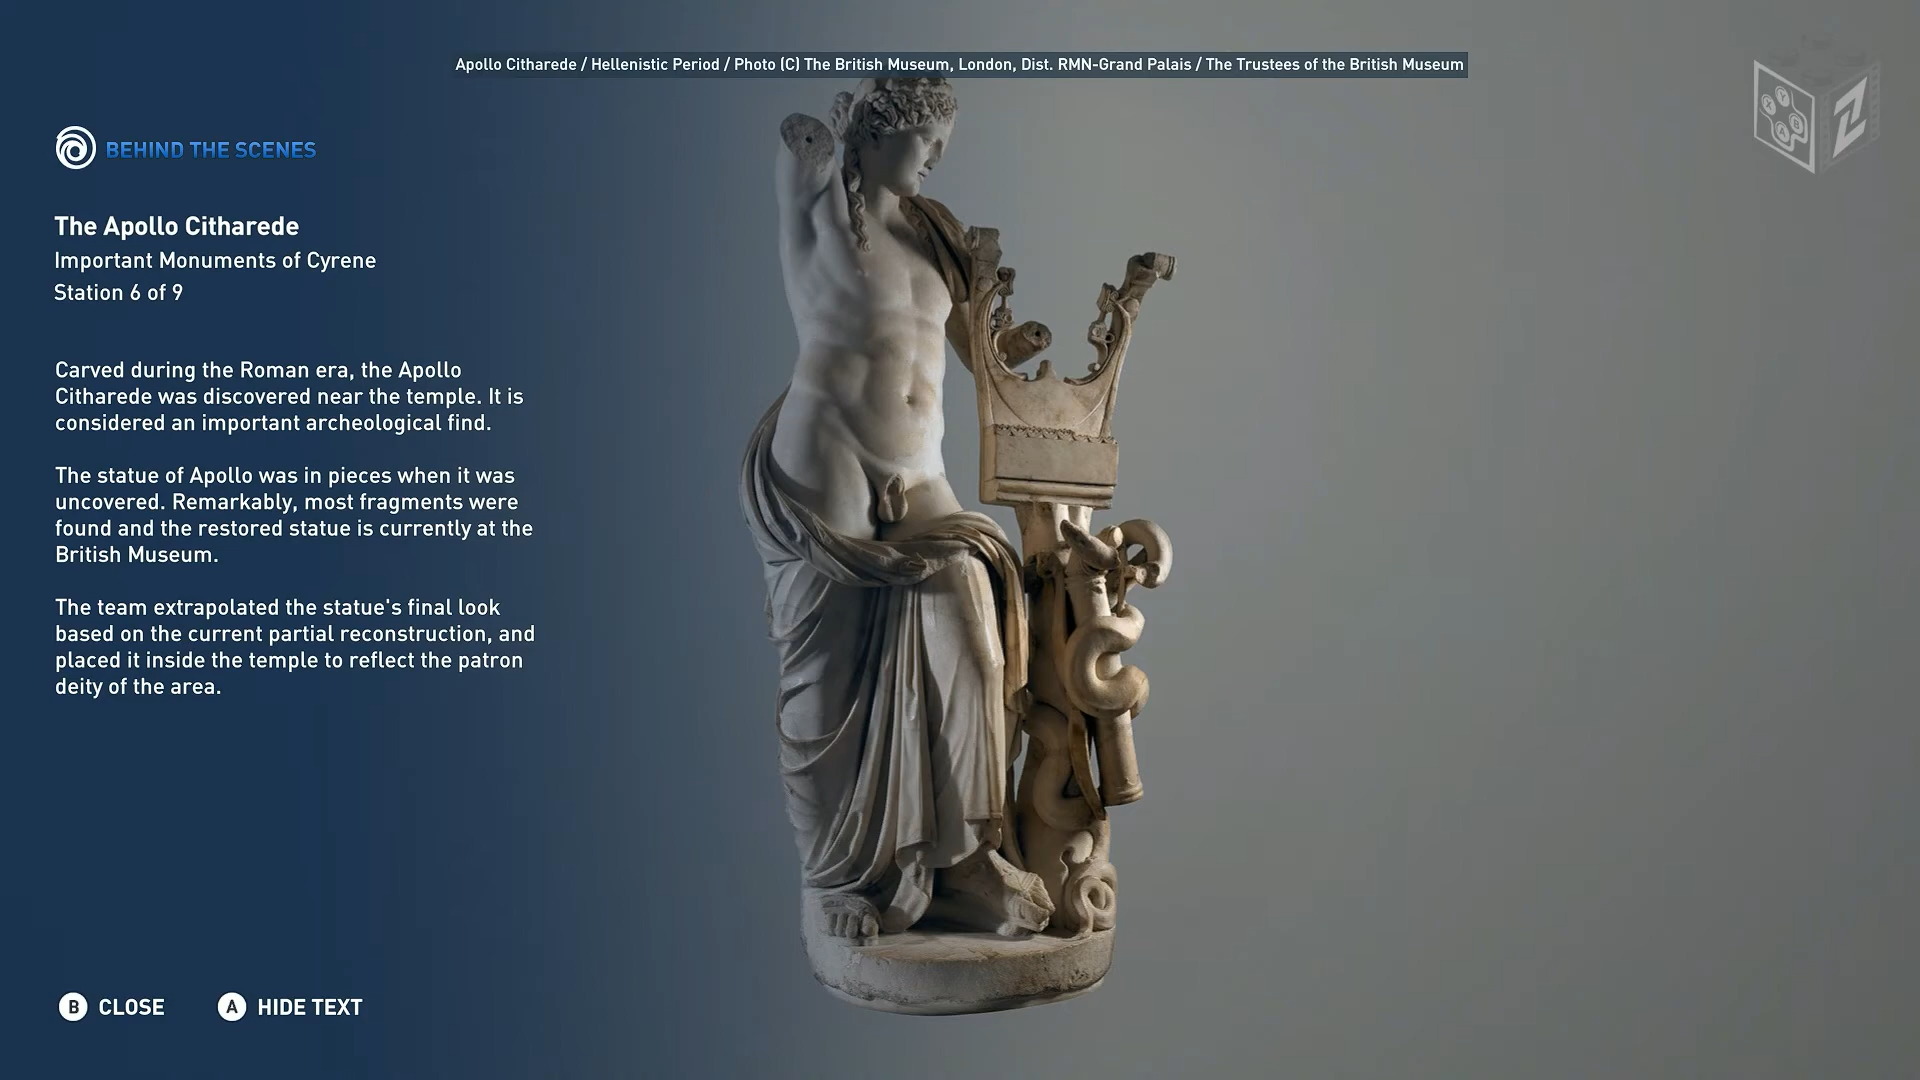 Apollo Citharede / Hellenistic Period / Photo (C) The British Museum, London, Dist. RMN-Grand Palais / The Trustees of the British Museum
BEHIND THE SCENES
The Apollo Citharede
Important Monuments of Cyrene
Station 6 of 9
Carved during the Roman era, the Apollo
Citharede was discovered near the temple. It is
considered an important archeological find.
The statue of Apollo was in pieces when it was
uncovered. Remarkably, most fragments were
found and the restored statue is currently at the
British Museum.
The team extrapolated the statue's final look
based on the current partial reconstruction, and
placed it inside the temple to reflect the patron
deity of the area.
B CLOSE A HIDE TEXT
X Y A B Z